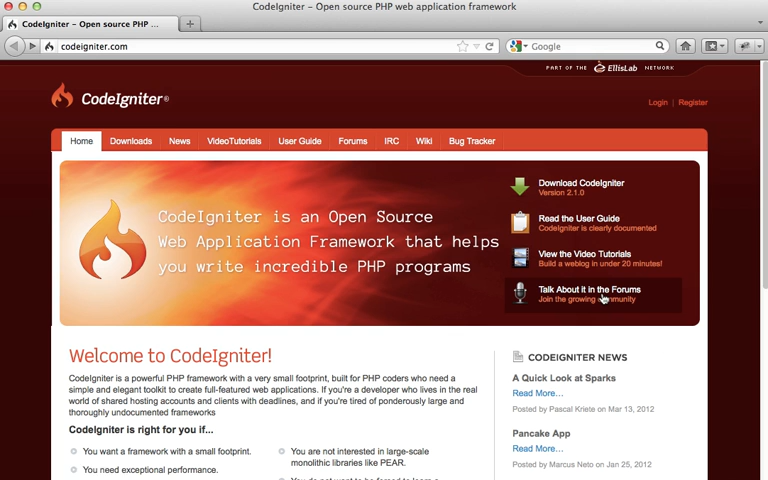 CodeIgniter - Open source PHP web application framework
CodeIgniter - Open source PHP ...
codeigniter.com
Google
PART OF THE EllisLab NETWORK
CodeIgniter®
Login | Register
Home Downloads News VideoTutorials User Guide Forums IRC Wiki Bug Tracker
CodeIgniter is an Open Source
Web Application Framework that helps
you write incredible PHP programs
Download CodeIgniter
Version 2.1.0
Read the User Guide
CodeIgniter is clearly documented
View the Video Tutorials
Build a weblog in under 20 minutes!
Talk About it in the Forums
Join the growing community
Welcome to CodeIgniter!
CodeIgniter is a powerful PHP framework with a very small footprint, built for PHP coders who need a
simple and elegant toolkit to create full-featured web applications. If you're a developer who lives in the real
world of shared hosting accounts and clients with deadlines, and if you're tired of ponderously large and
thoroughly undocumented frameworks
CodeIgniter is right for you if...
You want a framework with a small footprint.
You need exceptional performance.
You are not interested in large-scale
monolithic libraries like PEAR.
You do not want to be forced to learn a
CODEIGNITER NEWS
A Quick Look at Sparks
Read More...
Posted by Pascal Kriete on Mar 13, 2012
Pancake App
Read More...
Posted by Marcus Neto on Jan 25, 2012